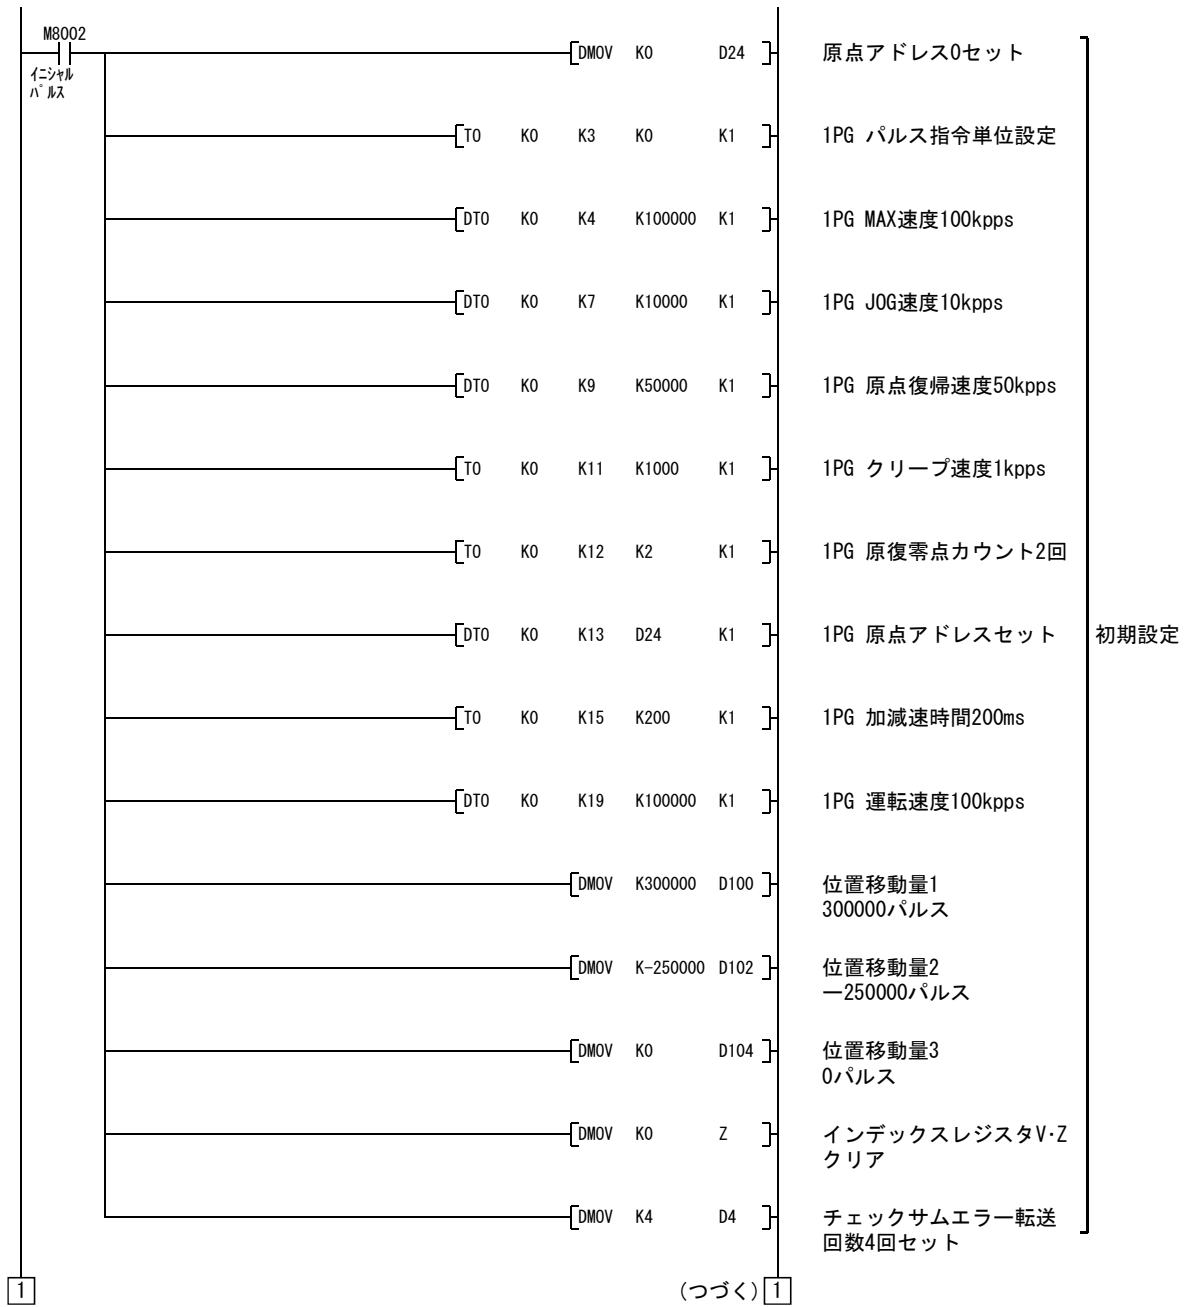 M8002
イニシャル
パルス
DMOV K0 D24 原点アドレス0セット
TO K0 K3 K0 K1 1PG パルス指令単位設定
DTO K0 K4 K100000 K1 1PG MAX速度100kpps
DTO K0 K7 K10000 K1 1PG JOG速度10kpps
DTO K0 K9 K50000 K1 1PG 原点復帰速度50kpps
TO K0 K11 K1000 K1 1PG クリープ速度1kpps
TO K0 K12 K2 K1 1PG 原復零点カウント2回
DTO K0 K13 D24 K1 1PG 原点アドレスセット
初期設定
TO K0 K15 K200 K1 1PG 加減速時間200ms
DTO K0 K19 K100000 K1 1PG 運転速度100kpps
DMOV K300000 D100 位置移動量1
300000パルス
DMOV K-250000 D102 位置移動量2
―250000パルス
DMOV K0 D104 位置移動量3
0パルス
DMOV K0 Z インデックスレジスタV・Z
クリア
DMOV K4 D4 チェックサムエラー転送
回数4回セット
1 (つづく) 1